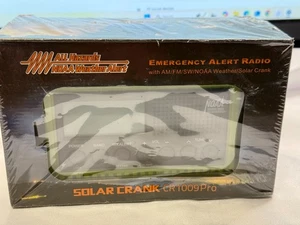 EMERGENCY ALERT RADIO
with AM/FM/SW/NOAA Weather/Solar Crank
SOLAR CRANK CR1009Pro